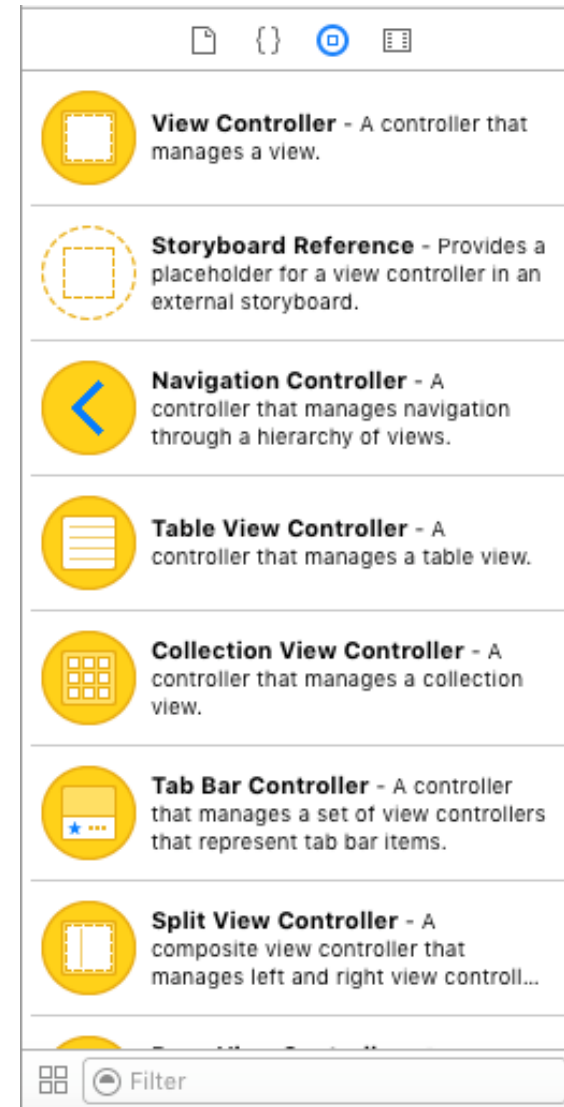 {}
View Controller - A controller that
manages a view.
Storyboard Reference - Provides a
placeholder for a view controller in an
external storyboard.
Navigation Controller - A
controller that manages navigation
through a hierarchy of views.
Table View Controller - A
controller that manages a table view.
Collection View Controller - A
controller that manages a collection
view.
Tab Bar Controller - A controller
that manages a set of view controllers
that represent tab bar items.
Split View Controller - A
composite view controller that
manages left and right view controll...
Filter